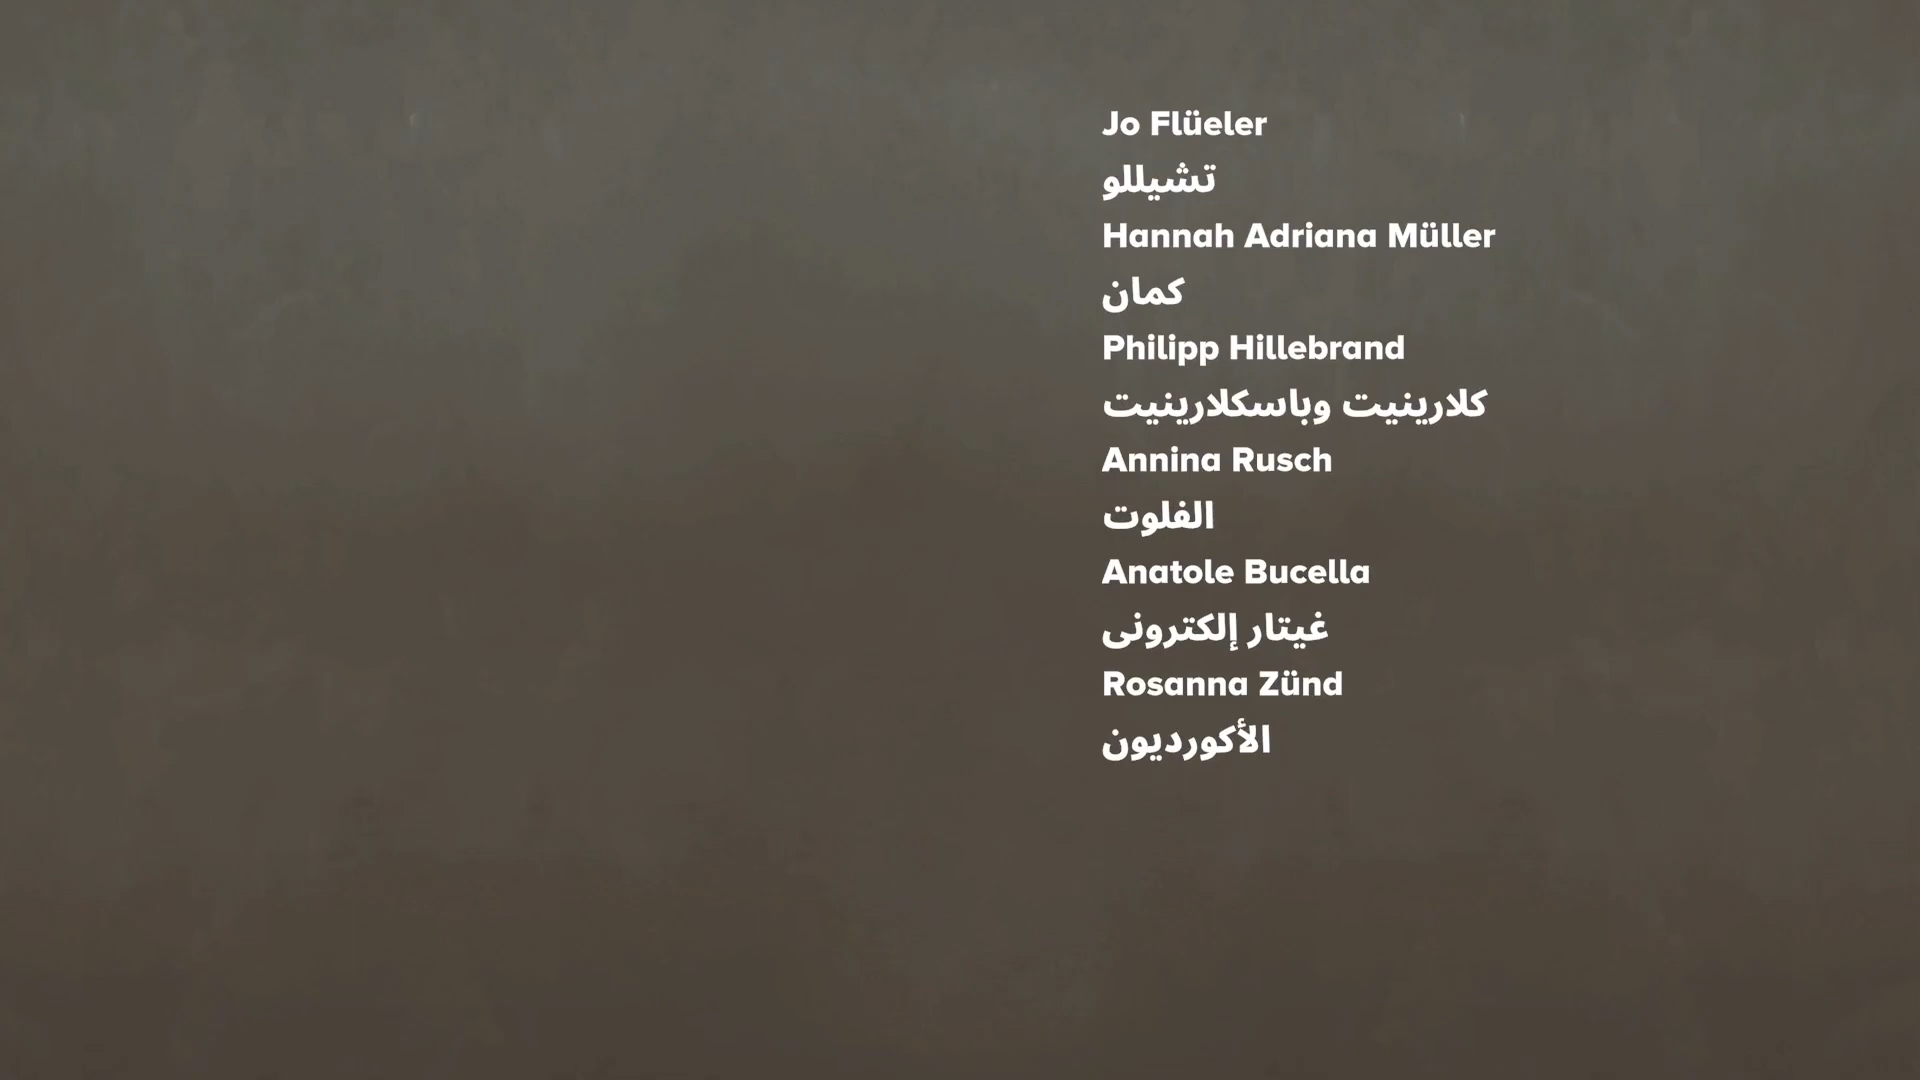 Jo Flüeler
تشيللو
Hannah Adriana Müller
كمان
Philipp Hillebrand
كلارينيت وباسكلارينيت
Annina Rusch
الفلوت
Anatole Bucella
غيتار إلكترونى
Rosanna Zünd
الأكورديون